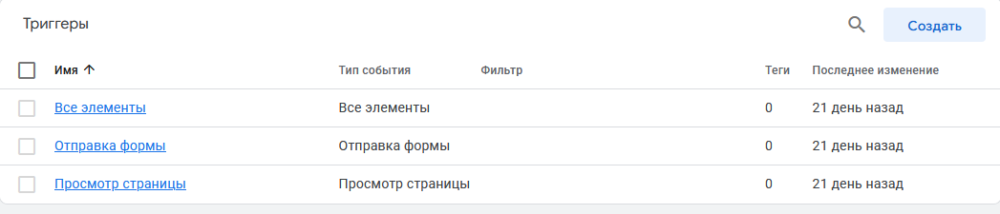 Триггеры
Создать
Имя Тип события Фильтр Теги Последнее изменение
Все элементы Все элементы 0 21 день назад
Отправка формы Отправка формы 0 21 день назад
Просмотр страницы Просмотр страницы 0 21 день назад